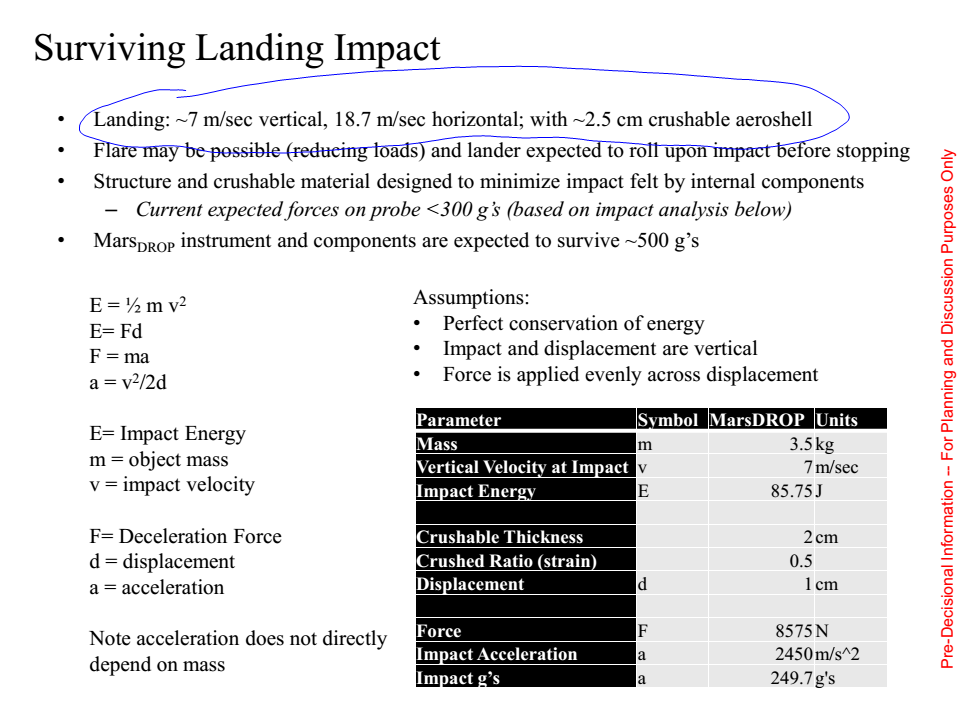 Surviving Landing Impact
• Landing: ~7 m/sec vertical, 18.7 m/sec horizontal; with ~2.5 cm crushable aeroshell
• Flare may be possible (reducing loads) and lander expected to roll upon impact before stopping
• Structure and crushable material designed to minimize impact felt by internal components
– Current expected forces on probe <300 g’s (based on impact analysis below)
• MarsDROP instrument and components are expected to survive ~500 g’s
E = ½ m v²
E= Fd
F = ma
a = v²/2d
E= Impact Energy
m = object mass
v = impact velocity
F= Deceleration Force
d = displacement
a = acceleration
Note acceleration does not directly
depend on mass
Assumptions:
• Perfect conservation of energy
• Impact and displacement are vertical
• Force is applied evenly across displacement
Parameter Symbol MarsDROP Units
Mass m 3.5 kg
Vertical Velocity at Impact v 7 m/sec
Impact Energy E 85.75 J
Crushable Thickness 2 cm
Crushed Ratio (strain) 0.5
Displacement d 1 cm
Force F 8575 N
Impact Acceleration a 2450 m/s^2
Impact g’s a 249.7 g's
Pre-Decisional Information -- For Planning and Discussion Purposes Only